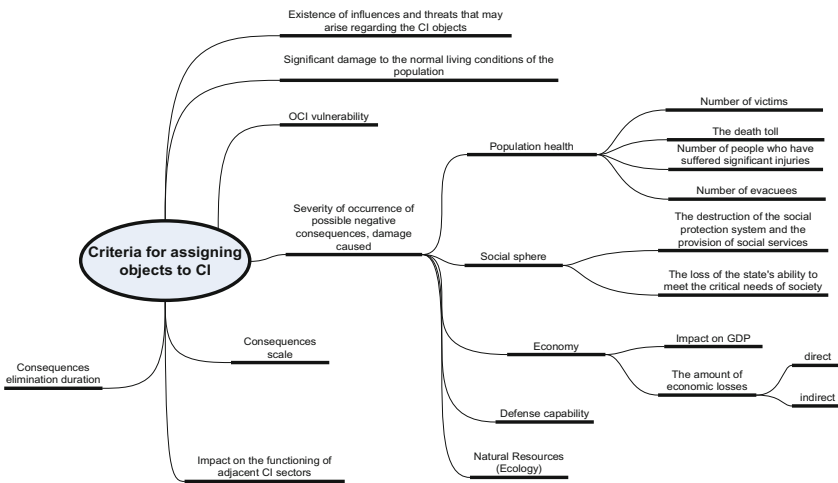 Existence of influences and threats that may
arise regarding the CI objects
Significant damage to the normal living conditions of the
population
OCI vulnerability
Severity of occurrence of
possible negative
consequences, damage
caused
Population health
Number of victims
The death toll
Number of people who have
suffered significant injuries
Number of evacuees
Social sphere
The destruction of the social
protection system and the
provision of social services
The loss of the state's ability to
meet the critical needs of society
Economy
Impact on GDP
The amount of
economic losses
direct
indirect
Defense capability
Natural Resources
(Ecology)
Criteria for assigning
objects to CI
Consequences
scale
Consequences
elimination duration
Impact on the functioning of
adjacent CI sectors